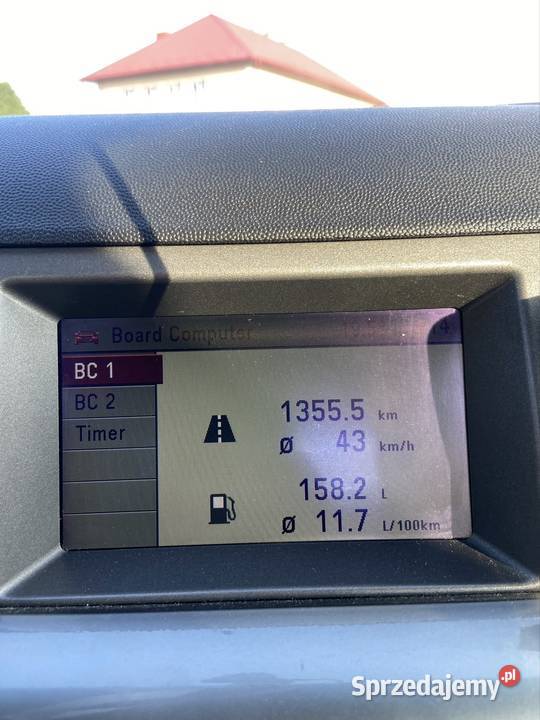 Board Computer
BC 1
BC 2
Timer
1355.5 km
Ø 43 km/h
158.2 L
Ø 11.7 L/100km
Sprzedajemy.pl